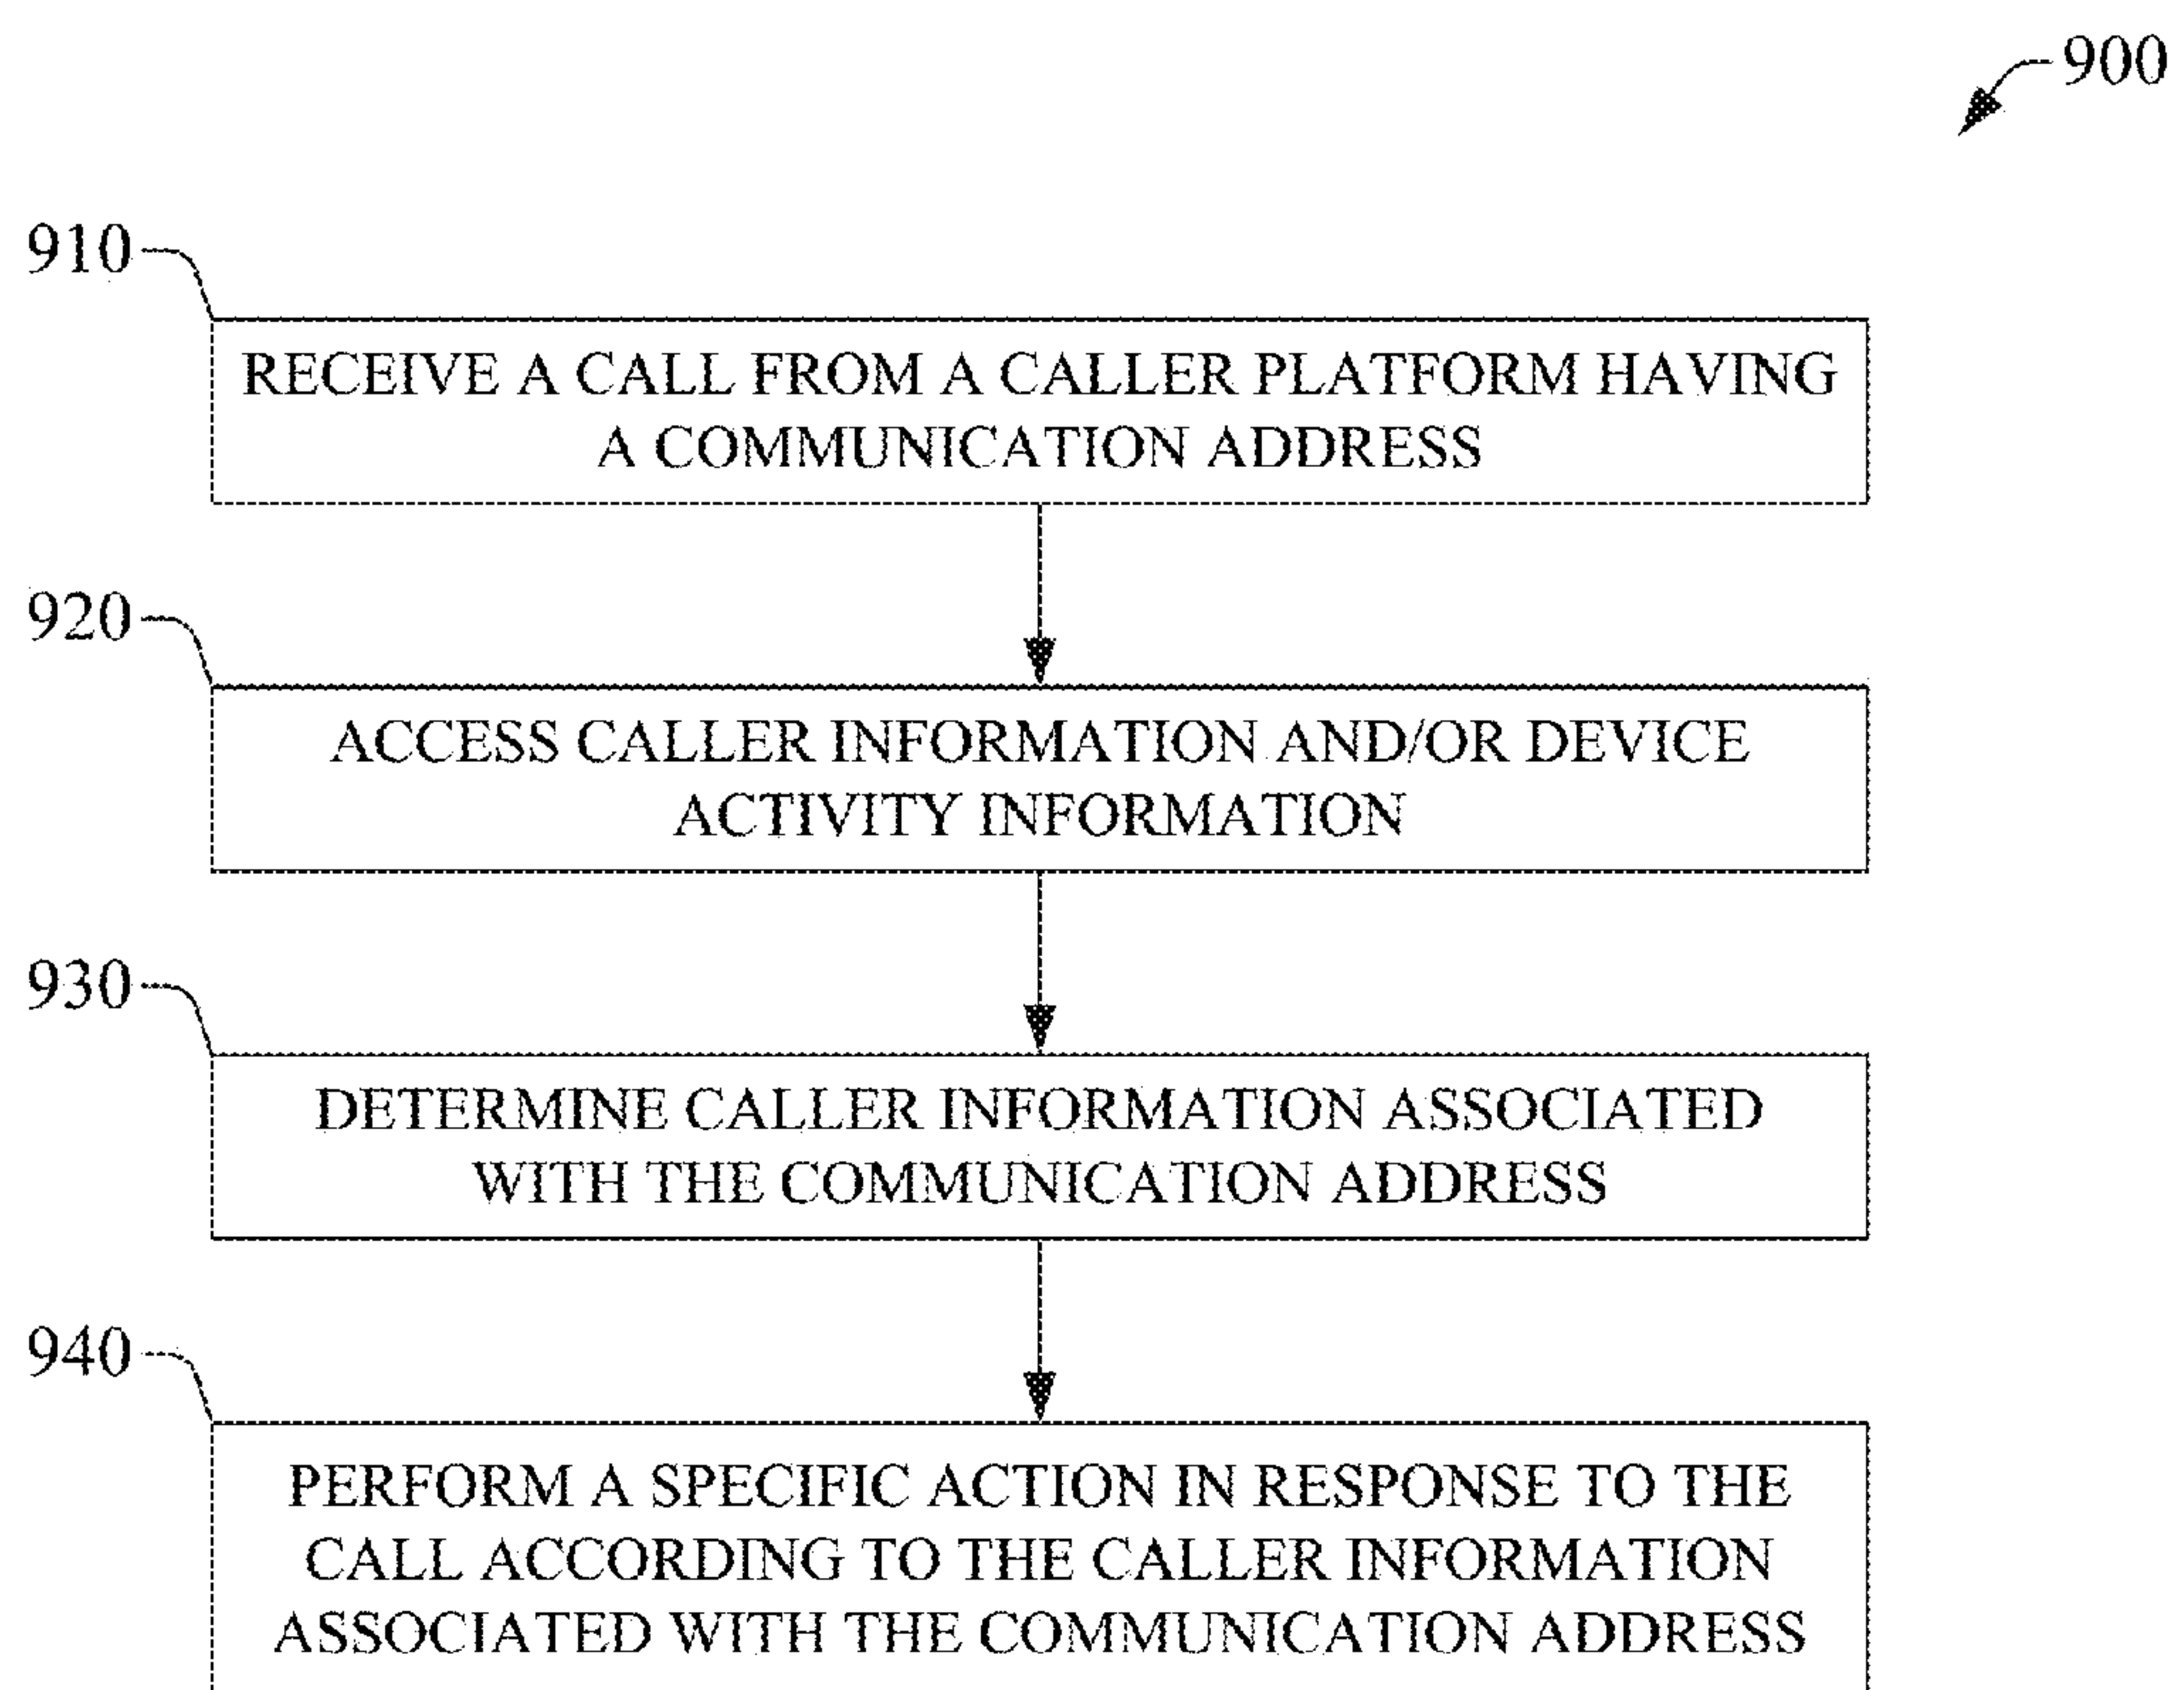 900
910
RECEIVE A CALL FROM A CALLER PLATFORM HAVING
A COMMUNICATION ADDRESS
920
ACCESS CALLER INFORMATION AND/OR DEVICE
ACTIVITY INFORMATION
930
DETERMINE CALLER INFORMATION ASSOCIATED
WITH THE COMMUNICATION ADDRESS
940
PERFORM A SPECIFIC ACTION IN RESPONSE TO THE
CALL ACCORDING TO THE CALLER INFORMATION
ASSOCIATED WITH THE COMMUNICATION ADDRESS